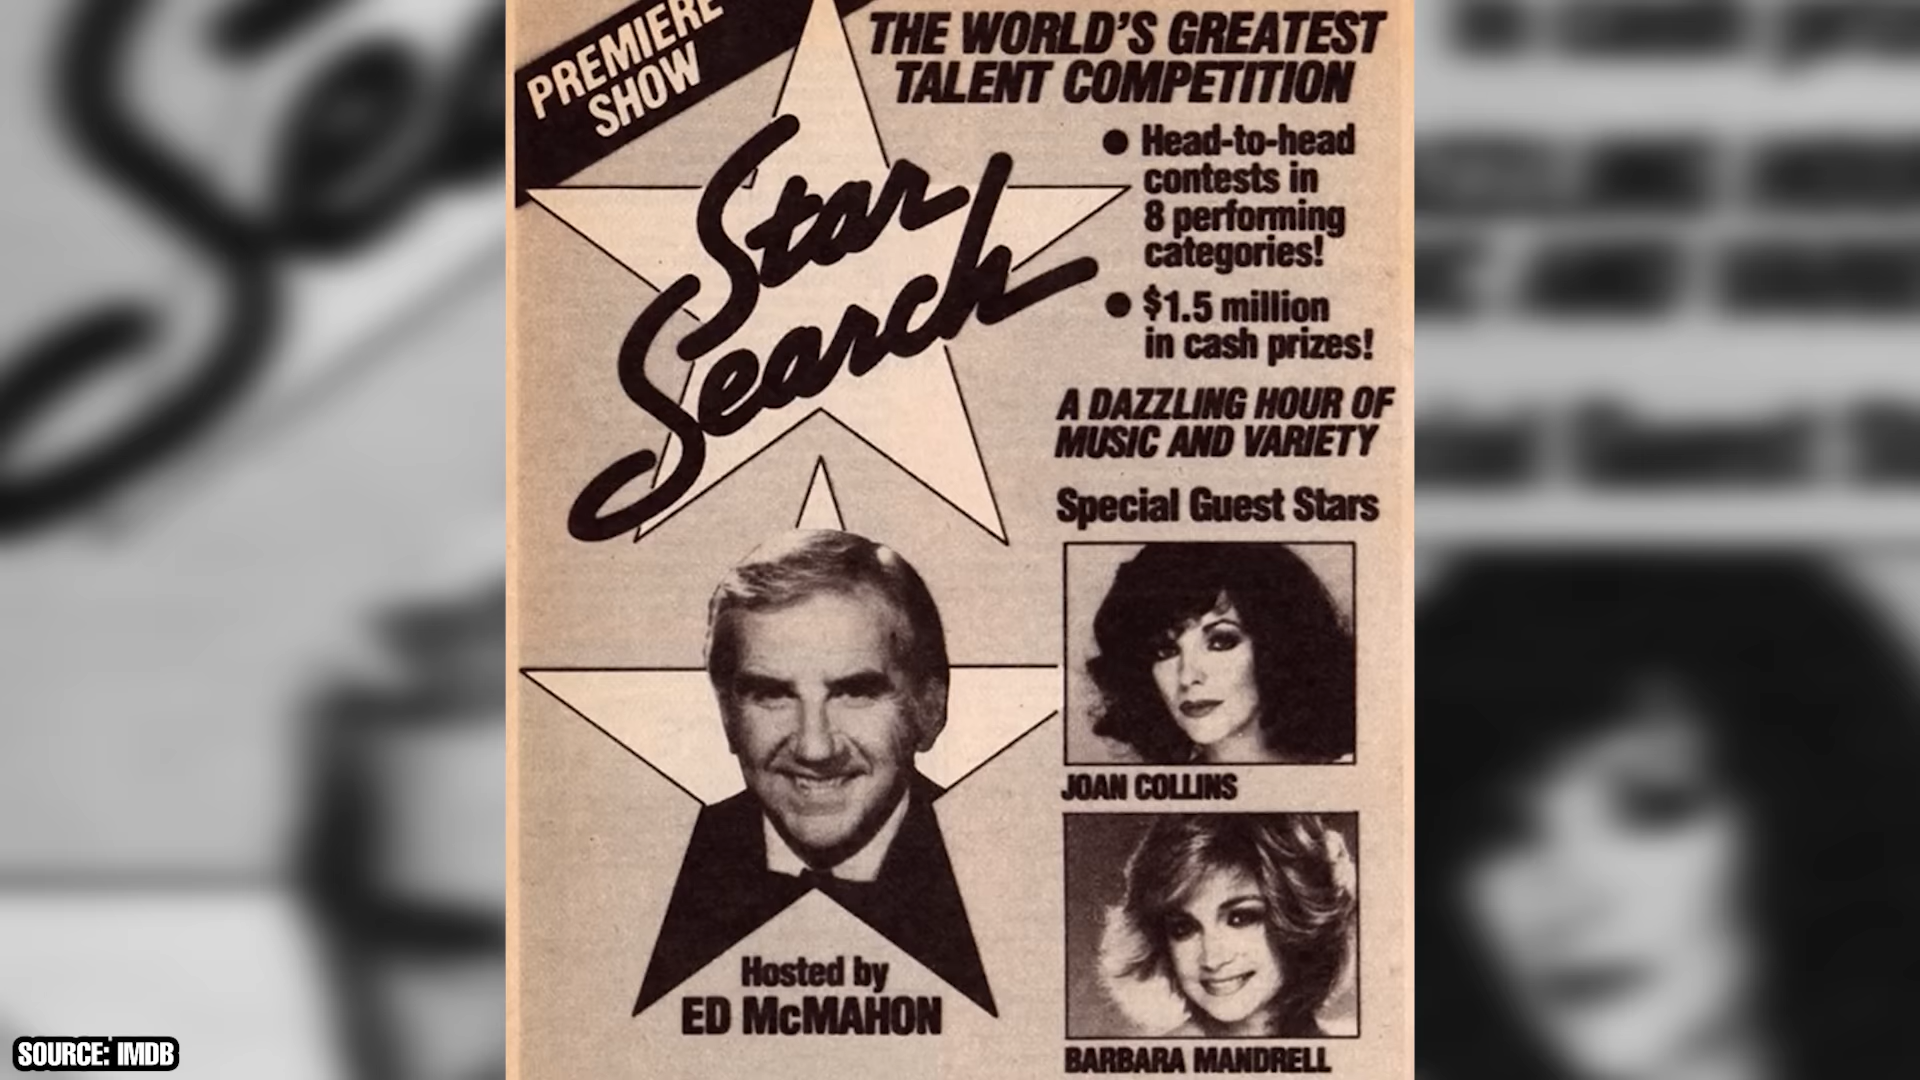 PREMIERE
SHOW
THE WORLD'S GREATEST
TALENT COMPETITION
Star
Search
● Head-to-head
contests in
8 performing
categories!
● $1.5 million
in cash prizes!
A DAZZLING HOUR OF
MUSIC AND VARIETY
Special Guest Stars
JOAN COLLINS
BARBARA MANDRELL
Hosted by
ED McMAHON
SOURCE: IMDB